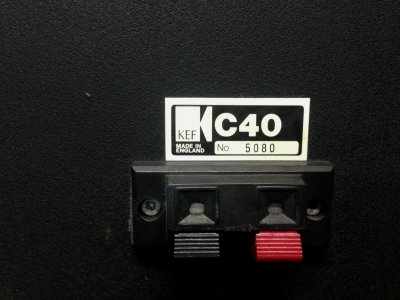 KEF C40
MADE IN
ENGLAND No 5080